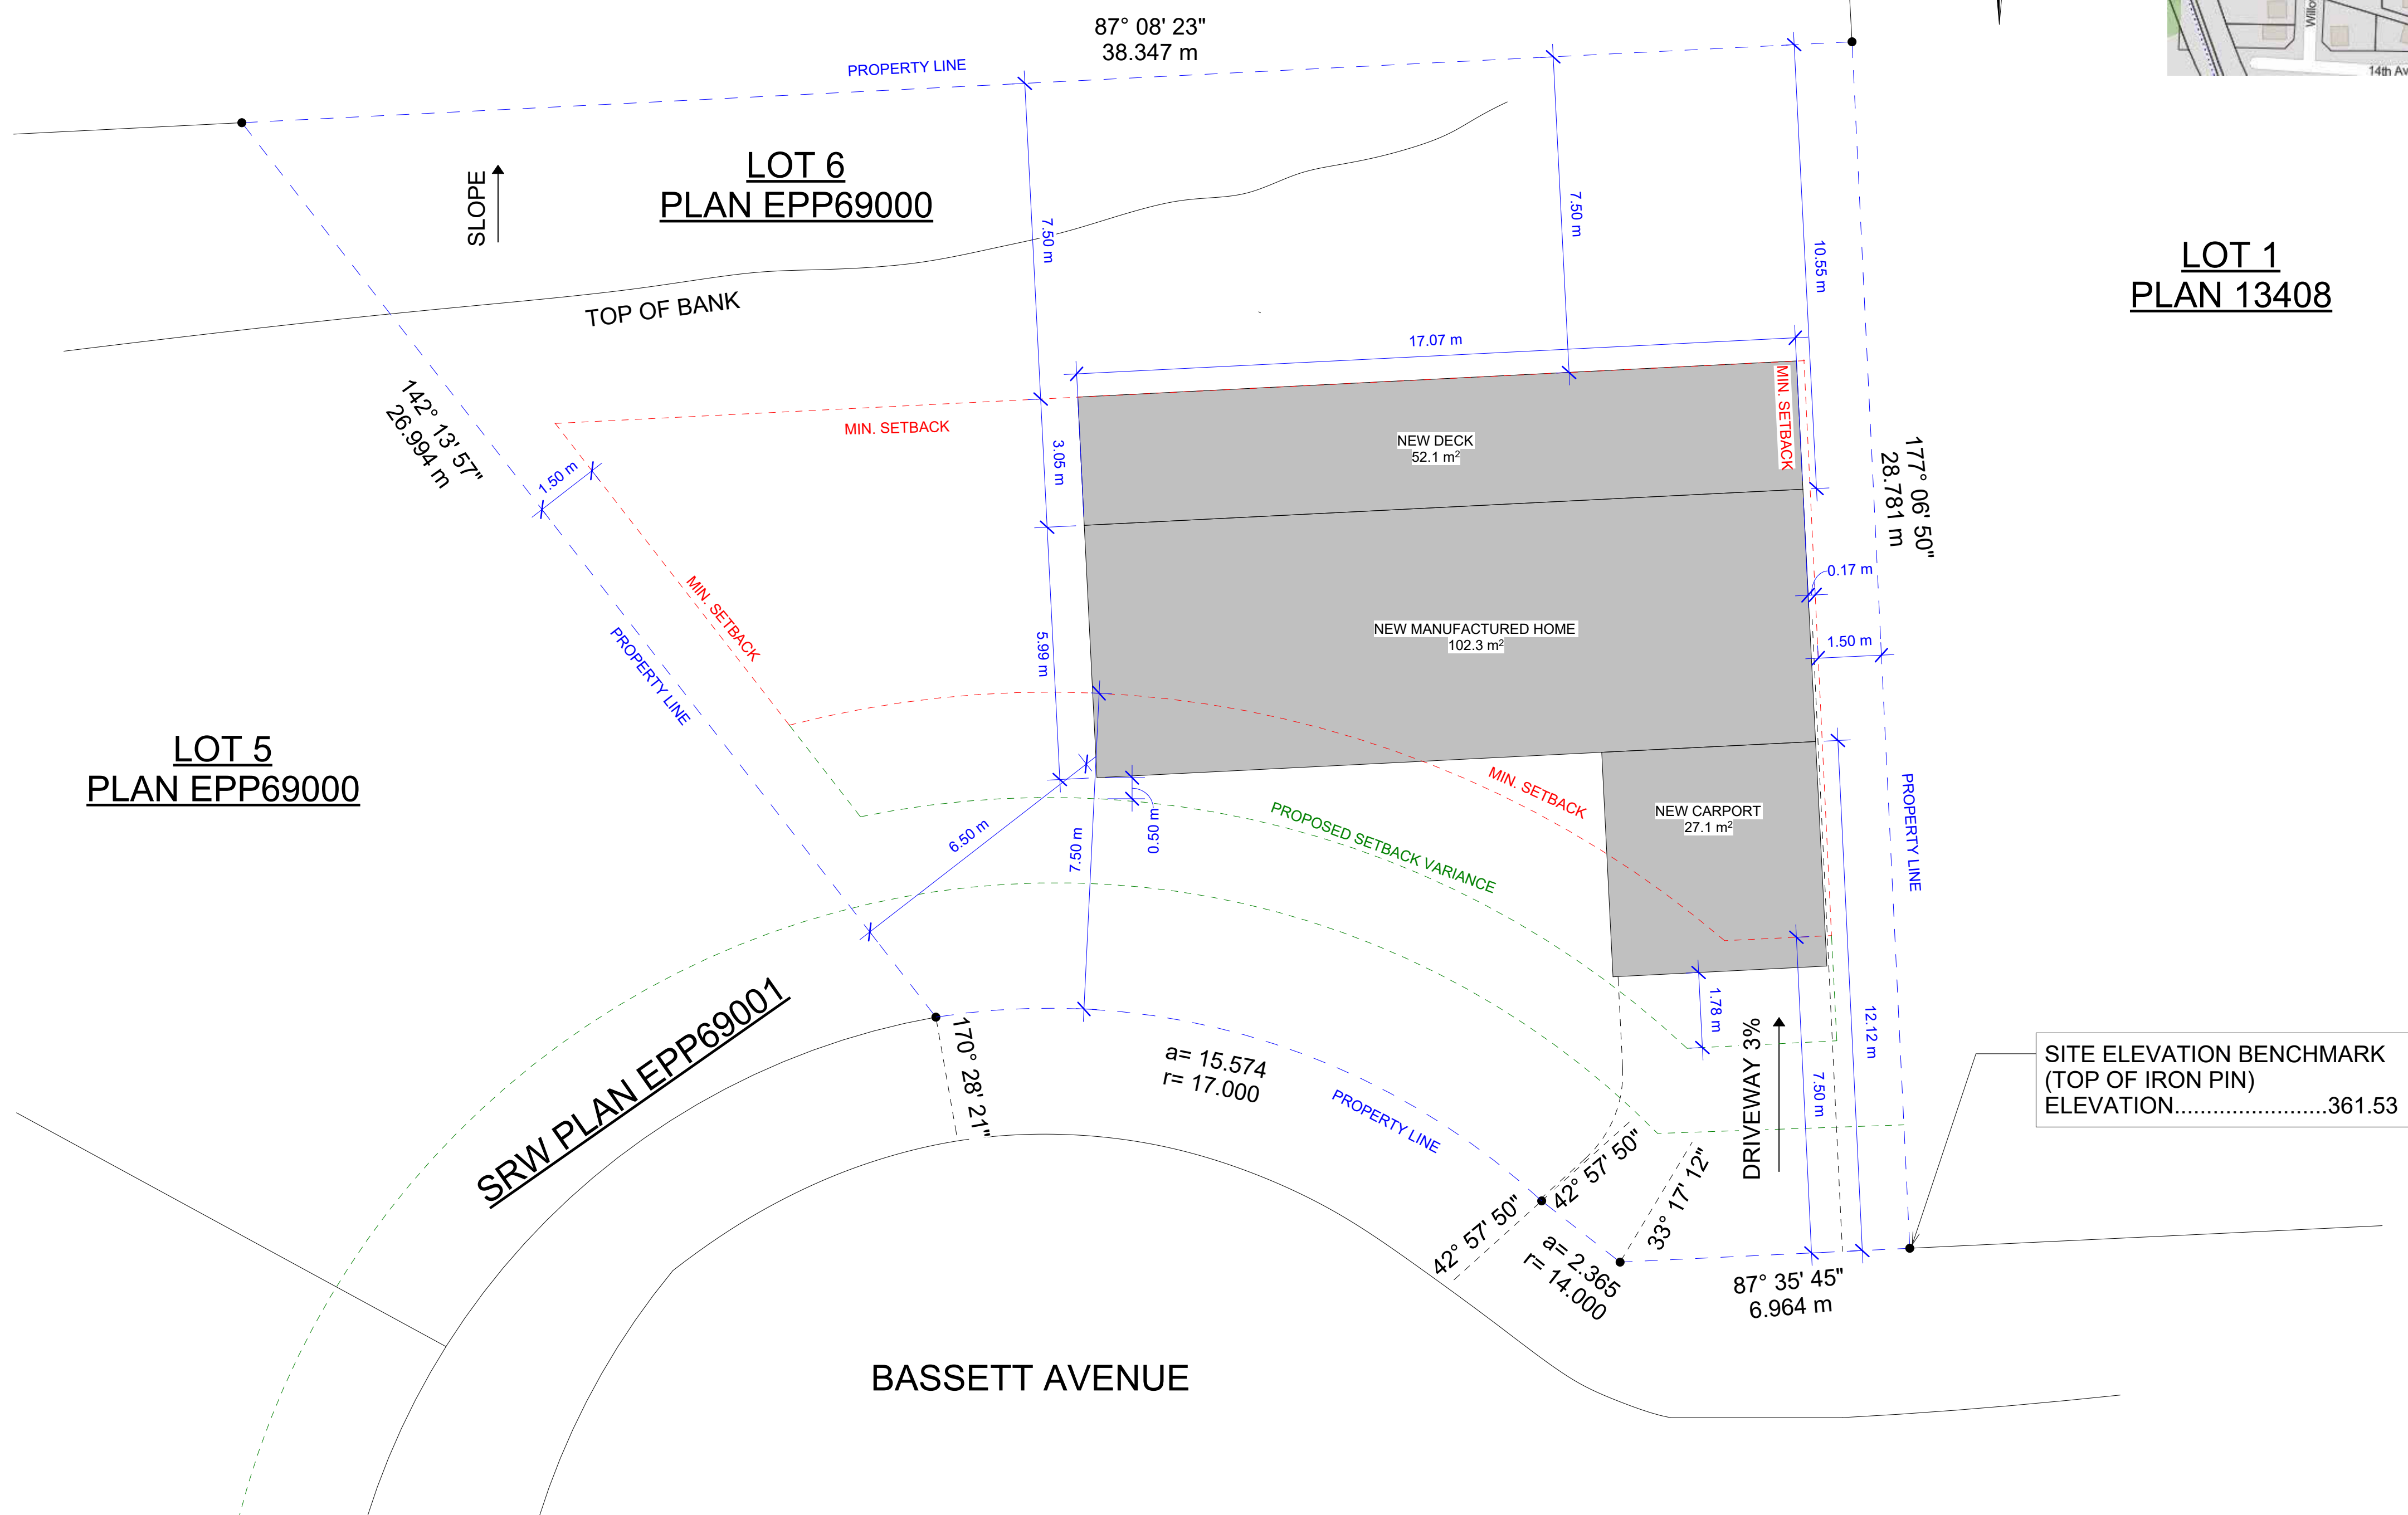 87° 08' 23"
38.347 m
PROPERTY LINE
14th Av
LOT 6
PLAN EPP69000
SLOPE
7.50 m
7.50 m
10.55 m
LOT 1
PLAN 13408
TOP OF BANK
17.07 m
142° 13' 57"
26.994 m
MIN. SETBACK
MIN. SETBACK
NEW DECK
52.1 m²
3.05 m
1.50 m
177° 06' 50"
28.781 m
0.17 m
MIN. SETBACK
PROPERTY LINE
5.99 m
NEW MANUFACTURED HOME
102.3 m²
1.50 m
LOT 5
PLAN EPP69000
MIN. SETBACK
PROPERTY LINE
NEW CARPORT
27.1 m²
PROPOSED SETBACK VARIANCE
6.50 m
7.50 m
0.50 m
1.78 m
12.12 m
7.50 m
DRIVEWAY 3%
SITE ELEVATION BENCHMARK
(TOP OF IRON PIN)
ELEVATION........................361.53
SRW PLAN EPP69001
170° 28' 21"
a= 15.574
r= 17.000
PROPERTY LINE
42° 57' 50"
42° 57' 50"
33° 17' 12"
a= 2.365
r= 14.000
87° 35' 45"
6.964 m
BASSETT AVENUE